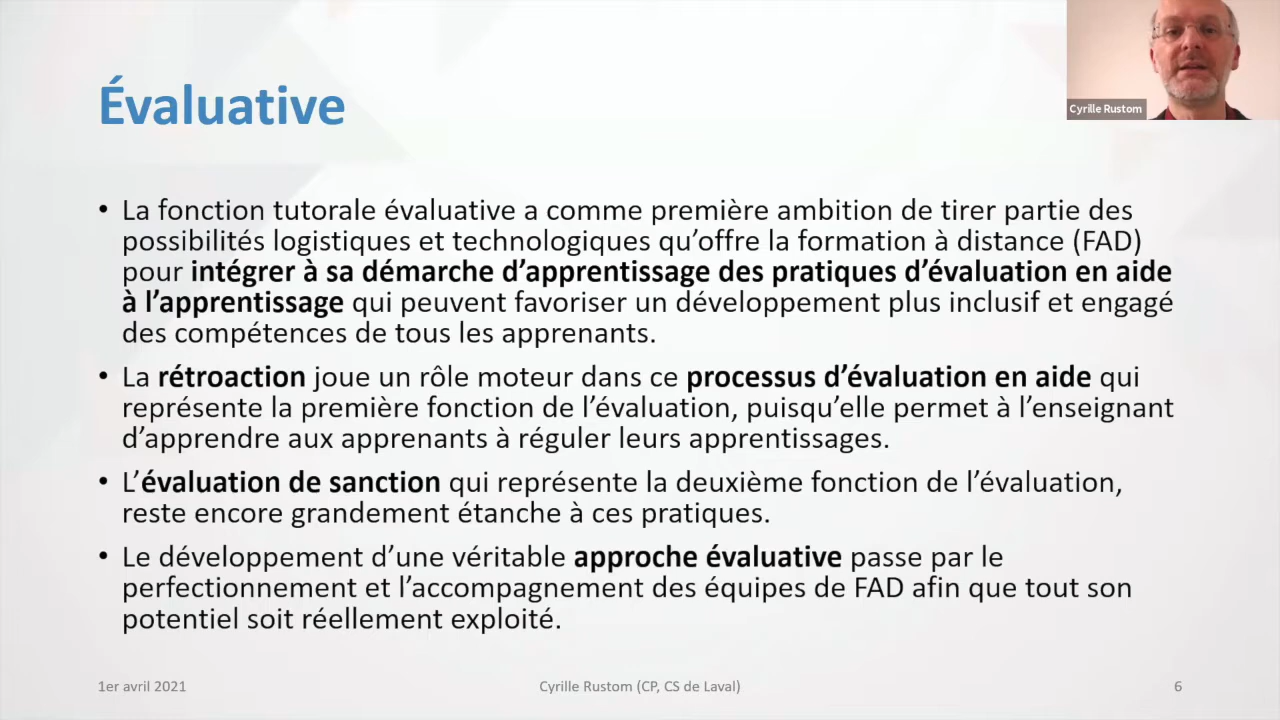 Évaluative
Cyrille Rustom
• La fonction tutorale évaluative a comme première ambition de tirer partie des
possibilités logistiques et technologiques qu’offre la formation à distance (FAD)
pour intégrer à sa démarche d’apprentissage des pratiques d’évaluation en aide
à l’apprentissage qui peuvent favoriser un développement plus inclusif et engagé
des compétences de tous les apprenants.
• La rétroaction joue un rôle moteur dans ce processus d’évaluation en aide qui
représente la première fonction de l’évaluation, puisqu’elle permet à l’enseignant
d’apprendre aux apprenants à réguler leurs apprentissages.
• L’évaluation de sanction qui représente la deuxième fonction de l’évaluation,
reste encore grandement étanche à ces pratiques.
• Le développement d’une véritable approche évaluative passe par le
perfectionnement et l’accompagnement des équipes de FAD afin que tout son
potentiel soit réellement exploité.
1er avril 2021
Cyrille Rustom (CP, CS de Laval)
6